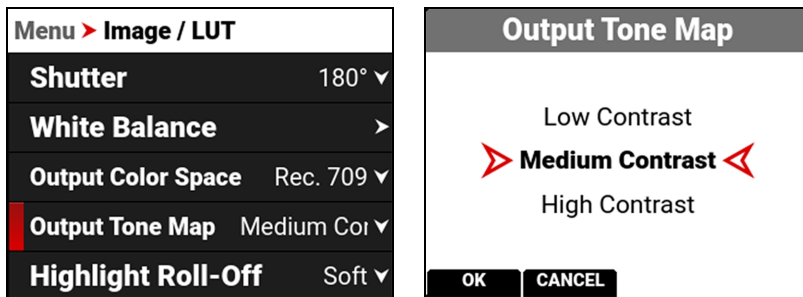 Menu > Image / LUT
Shutter 180°
White Balance
Output Color Space Rec. 709
Output Tone Map Medium Cor
Highlight Roll-Off Soft
Output Tone Map
Low Contrast
Medium Contrast
High Contrast
OK CANCEL